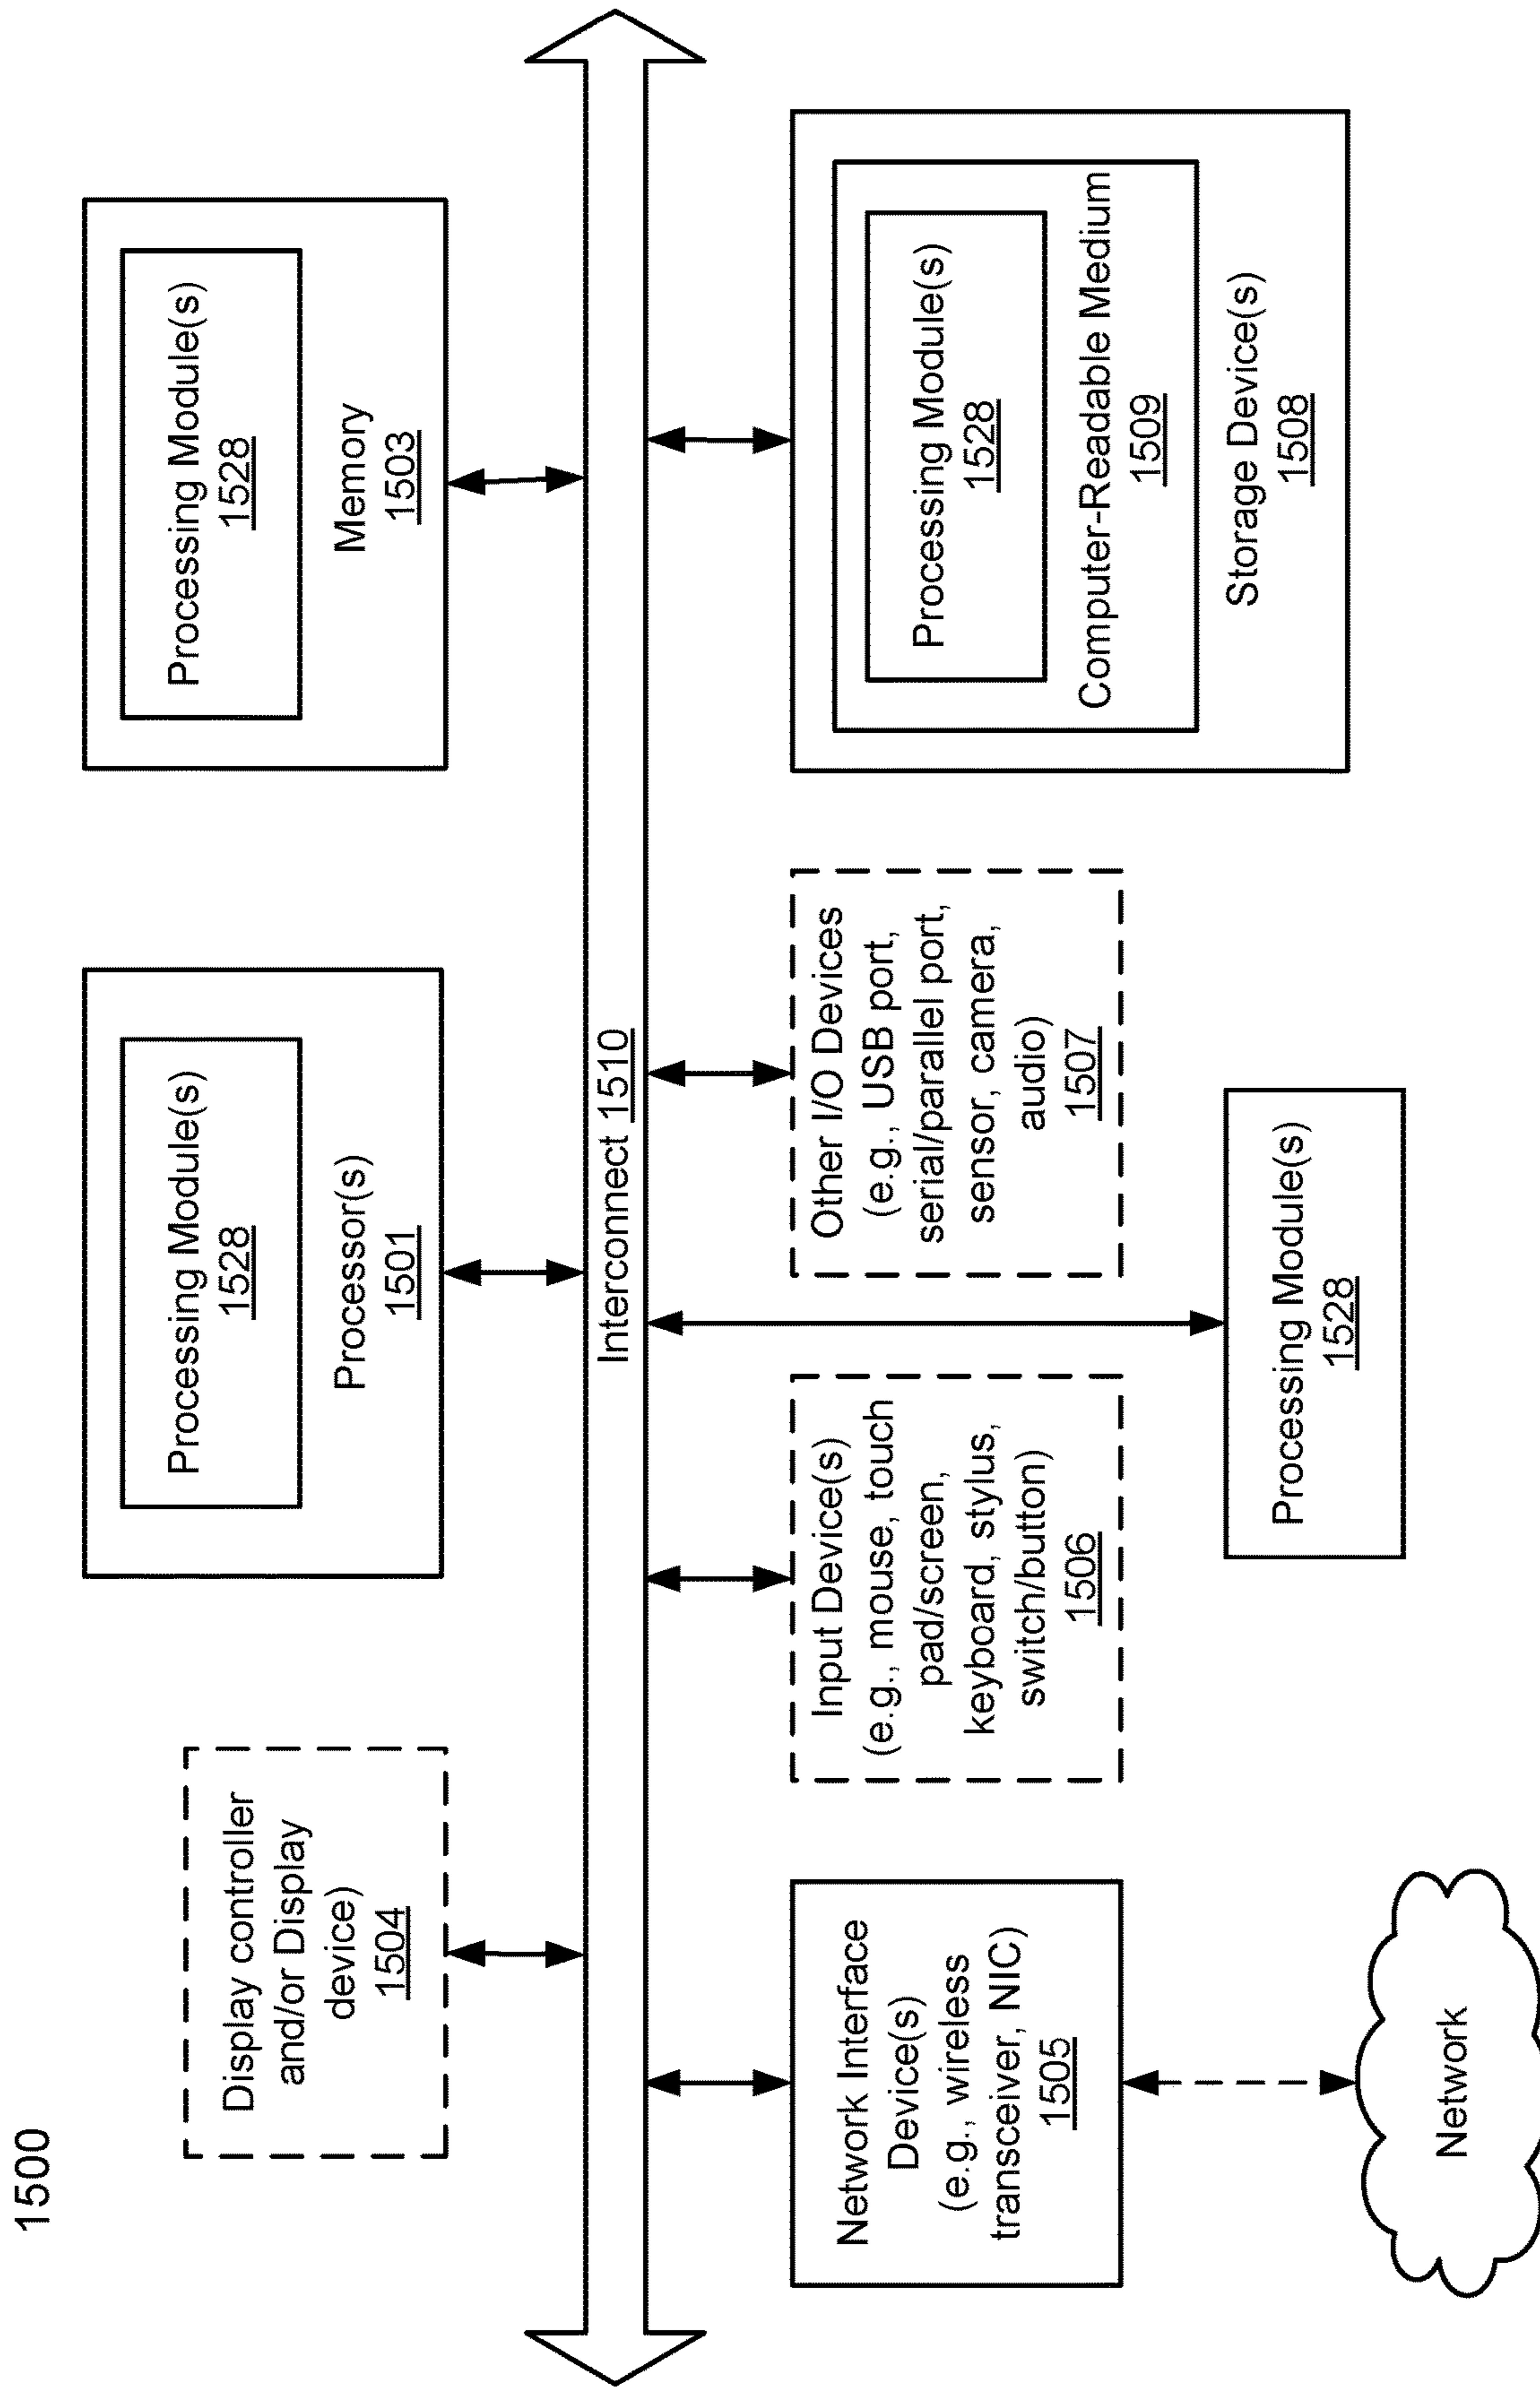 1500
Processing Module(s)
1528
Processor(s)
1501
Processing Module(s)
1528
Memory
1503
Display controller
and/or Display
device)
1504
Interconnect 1510
Network Interface
Device(s)
(e.g., wireless
transceiver, NIC)
1505
Input Device(s)
(e.g., mouse, touch
pad/screen,
keyboard, stylus,
switch/button)
1506
Other I/O Devices
(e.g., USB port,
serial/parallel port,
sensor, camera,
audio)
1507
Processing Module(s)
1528
Computer-Readable Medium
1509
Storage Device(s)
1508
Processing Module(s)
1528
Network